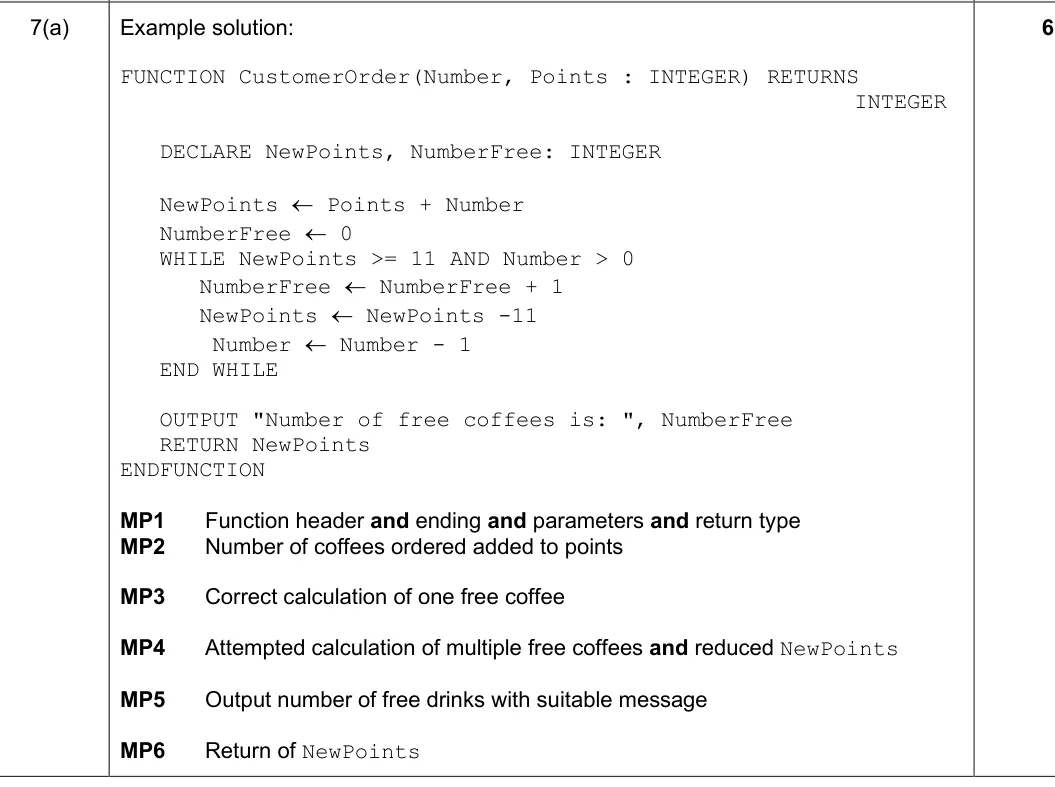 7(a) Example solution: 6
FUNCTION CustomerOrder(Number, Points : INTEGER) RETURNS
INTEGER
DECLARE NewPoints, NumberFree: INTEGER
NewPoints ← Points + Number
NumberFree ← 0
WHILE NewPoints >= 11 AND Number > 0
NumberFree ← NumberFree + 1
NewPoints ← NewPoints -11
Number ← Number - 1
END WHILE
OUTPUT "Number of free coffees is: ", NumberFree
RETURN NewPoints
ENDFUNCTION
MP1 Function header and ending and parameters and return type
MP2 Number of coffees ordered added to points
MP3 Correct calculation of one free coffee
MP4 Attempted calculation of multiple free coffees and reduced NewPoints
MP5 Output number of free drinks with suitable message
MP6 Return of NewPoints